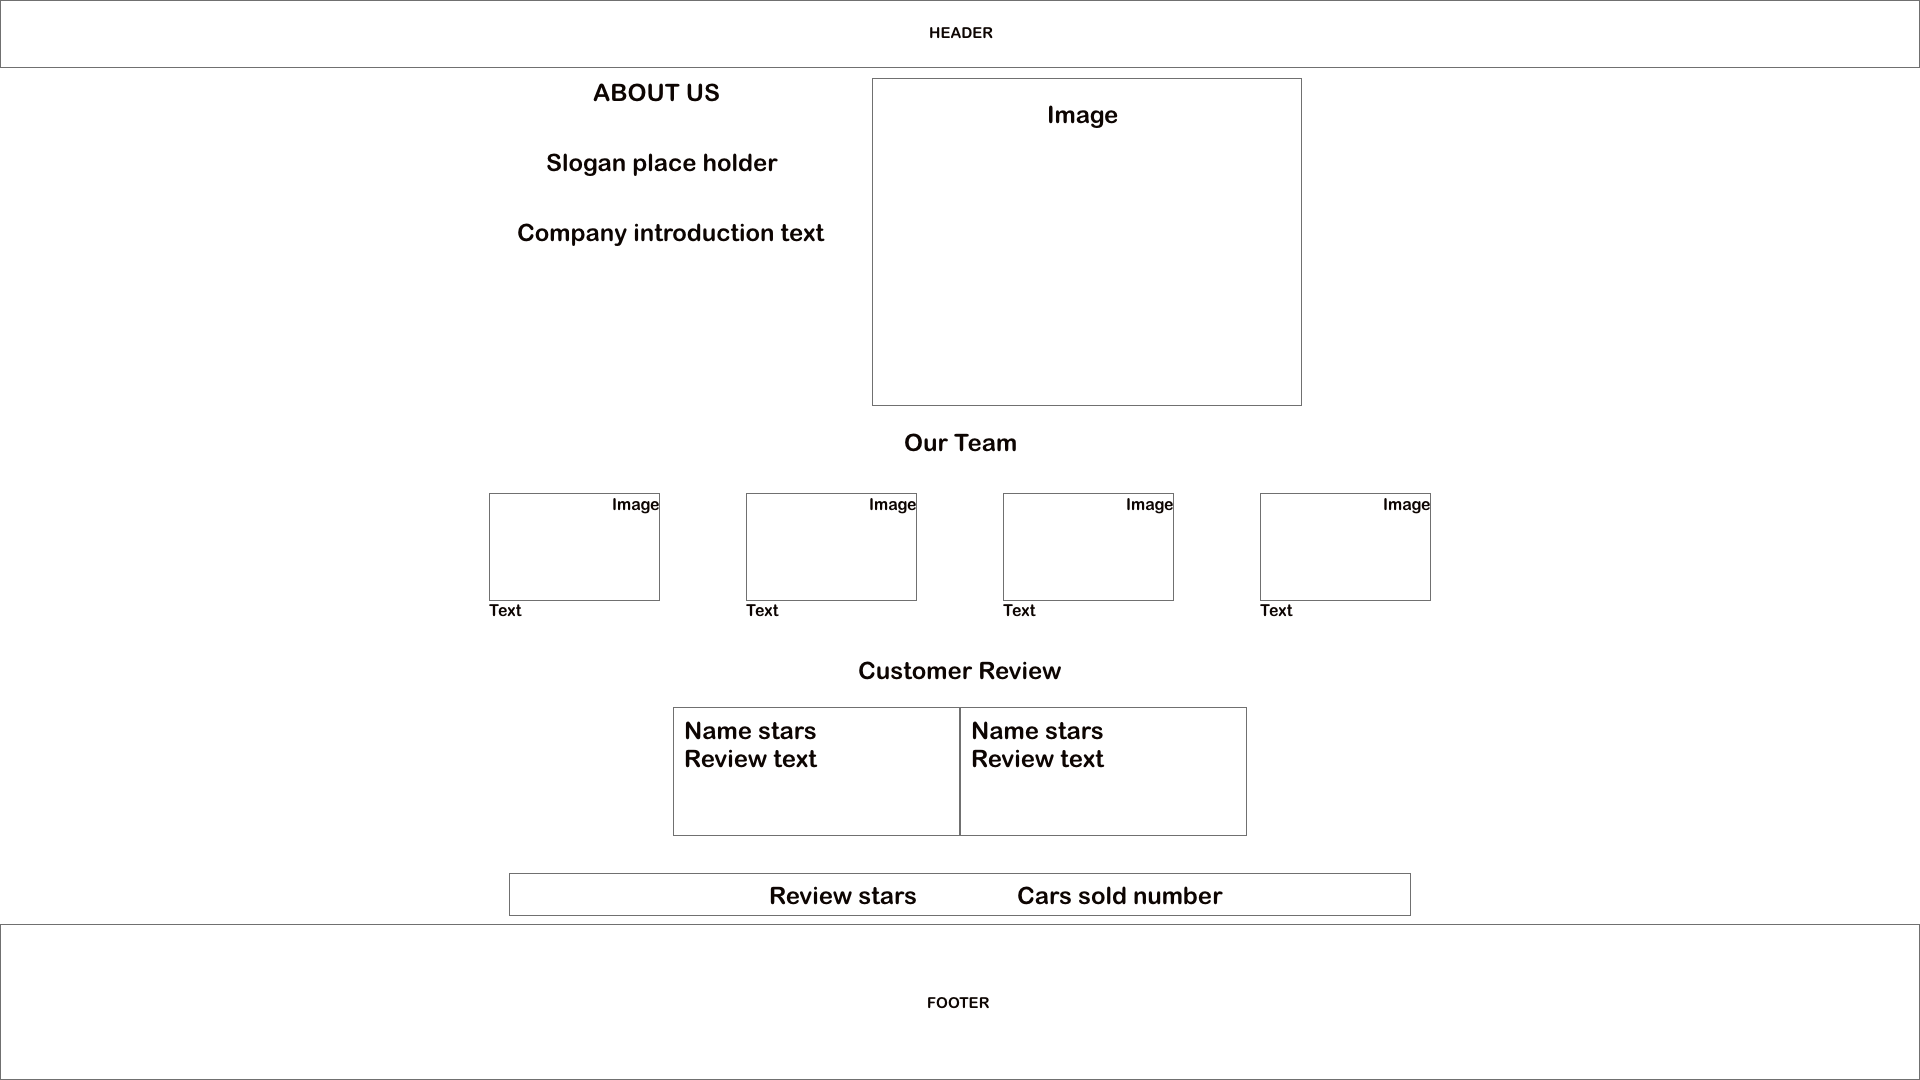 HEADER
ABOUT US
Slogan place holder
Company introduction text
Image
Our Team
Image
Text
Image
Text
Image
Text
Image
Text
Customer Review
Name stars
Review text
Name stars
Review text
Review stars
Cars sold number
FOOTER